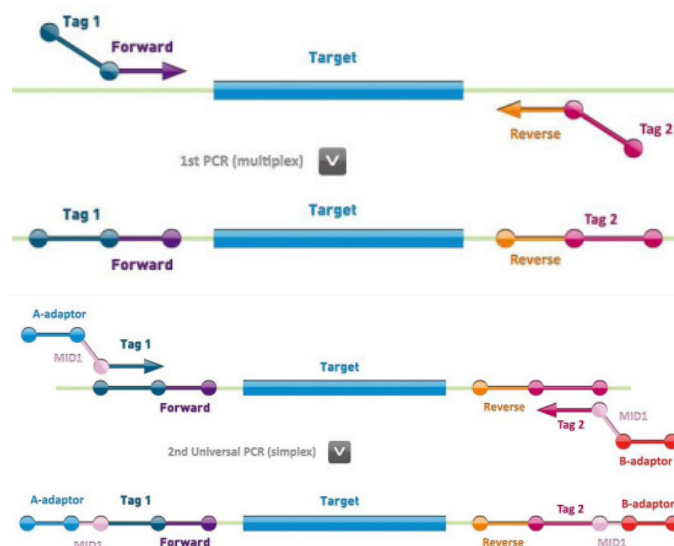 Tag 1
Forward
Target
Reverse
Tag 2
1st PCR (multiplex) V
Tag 1
Target
Tag 2
Forward
Reverse
A-adaptor
MID1
Tag 1
Target
Forward
Reverse
Tag 2
MID1
B-adaptor
2nd Universal PCR (simplex) V
A-adaptor
Tag 1
Target
Tag 2
B-adaptor
MID1
Forward
Reverse
MID1